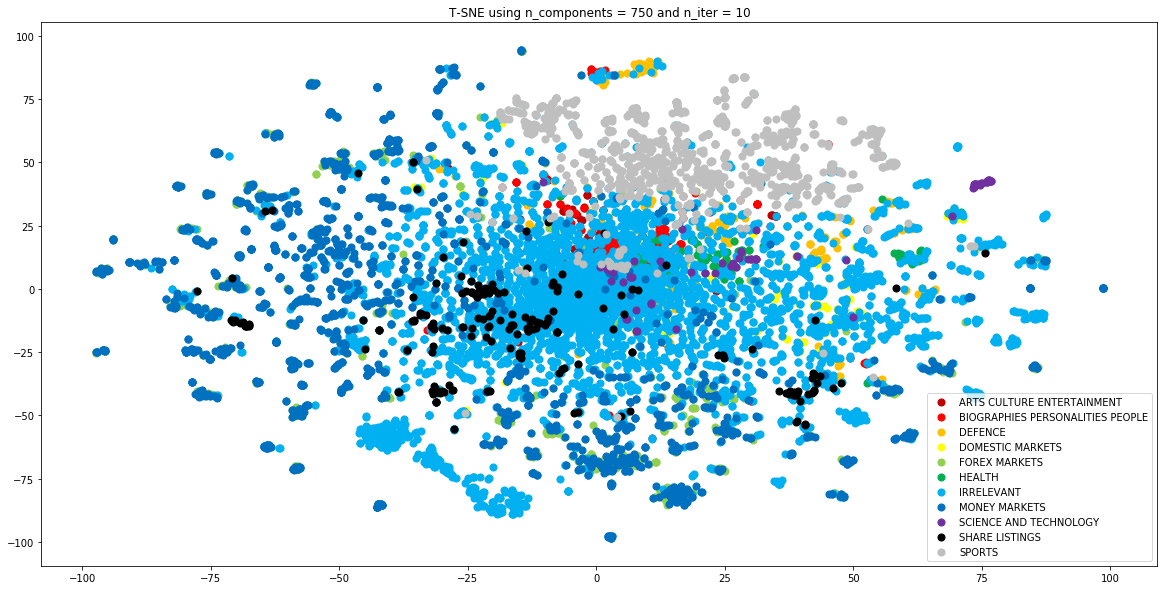 T-SNE using n_components = 750 and n_iter = 10
100
75
50
25
0
−25
−50
−75
−100
−100
−75
−50
−25
0
25
50
75
100
ARTS CULTURE ENTERTAINMENT
BIOGRAPHIES PERSONALITIES PEOPLE
DEFENCE
DOMESTIC MARKETS
FOREX MARKETS
HEALTH
IRRELEVANT
MONEY MARKETS
SCIENCE AND TECHNOLOGY
SHARE LISTINGS
SPORTS